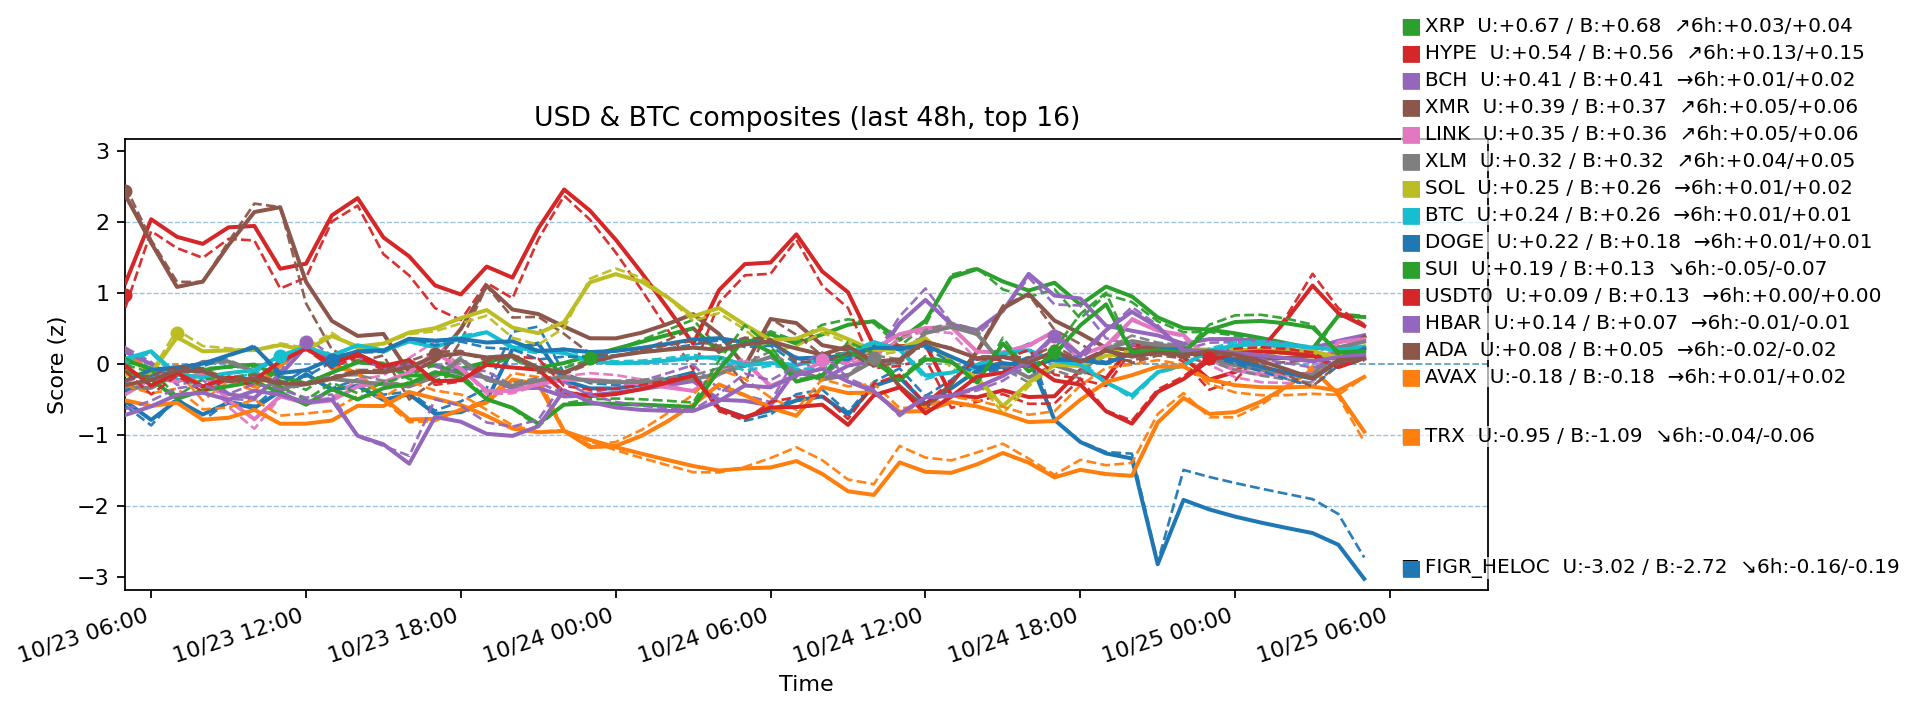 USD & BTC composites (last 48h, top 16)
XRP U:+0.67 / B:+0.68 ↗6h:+0.03/+0.04
HYPE U:+0.54 / B:+0.56 ↗6h:+0.13/+0.15
BCH U:+0.41 / B:+0.41 →6h:+0.01/+0.02
XMR U:+0.39 / B:+0.37 ↗6h:+0.05/+0.06
LINK U:+0.35 / B:+0.36 ↗6h:+0.05/+0.06
XLM U:+0.32 / B:+0.32 ↗6h:+0.04/+0.05
SOL U:+0.25 / B:+0.26 →6h:+0.01/+0.02
BTC U:+0.24 / B:+0.26 →6h:+0.01/+0.01
DOGE U:+0.22 / B:+0.18 →6h:+0.01/+0.01
SUI U:+0.19 / B:+0.13 ↘6h:-0.05/-0.07
USDT0 U:+0.09 / B:+0.13 →6h:+0.00/+0.00
HBAR U:+0.14 / B:+0.07 →6h:-0.01/-0.01
ADA U:+0.08 / B:+0.05 →6h:-0.02/-0.02
AVAX U:-0.18 / B:-0.18 →6h:+0.01/+0.02
TRX U:-0.95 / B:-1.09 ↘6h:-0.04/-0.06
FIGR_HELOC U:-3.02 / B:-2.72 ↘6h:-0.16/-0.19
Score (z)
3
2
1
0
−1
−2
−3
10/23 06:00
10/23 12:00
10/23 18:00
10/24 00:00
10/24 06:00
10/24 12:00
10/24 18:00
10/25 00:00
10/25 06:00
Time